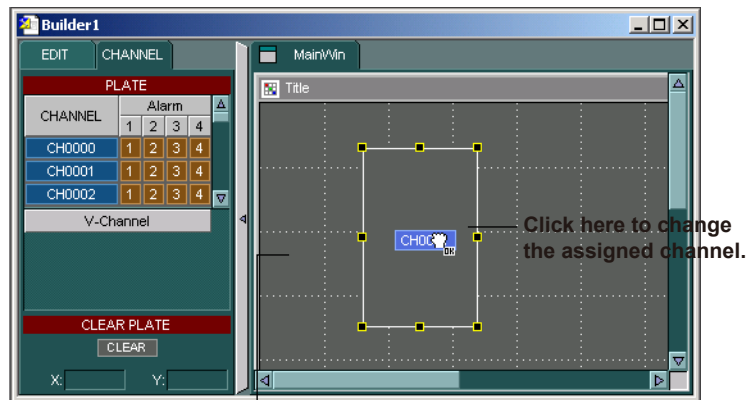 Builder1
EDIT CHANNEL
MainWin
PLATE
Title
CHANNEL Alarm
1 2 3 4
CH0000 1 2 3 4
CH0001 1 2 3 4
CH0002 1 2 3 4
V-Channel
Click here to change
the assigned channel.
OK
CLEAR PLATE
CLEAR
X: Y: